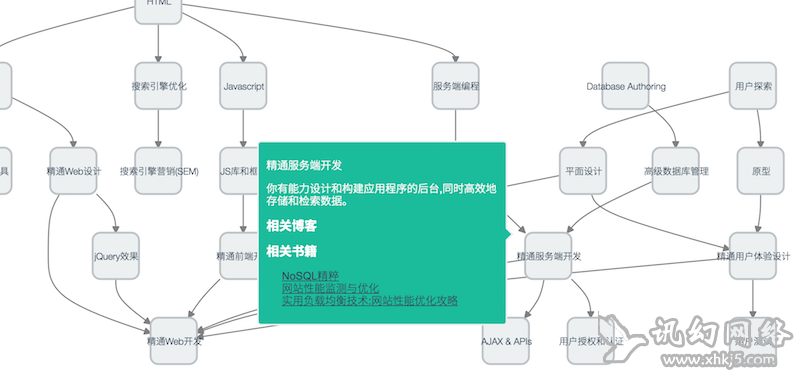 HTML
搜索引擎优化
Javascript
服务端编程
Database Authoring
用户探索
具
精通Web设计
搜索引擎营销(SEM)
JS库和框
平面设计
高级数据库管理
原型
精通服务端开发
你有能力设计和构建应用程序的后台,同时高效地
存储和检索数据。
相关博客
相关书籍
NoSQL精粹
网站性能监测与优化
实用负载均衡技术:网站性能优化攻略
jQuery效果
精通前端开
精通服务端开发
精通用户体验设计
精通Web开发
AJAX & APIs
用户授权和认证
用户测试
讯幻网络
www.xhkj5.com